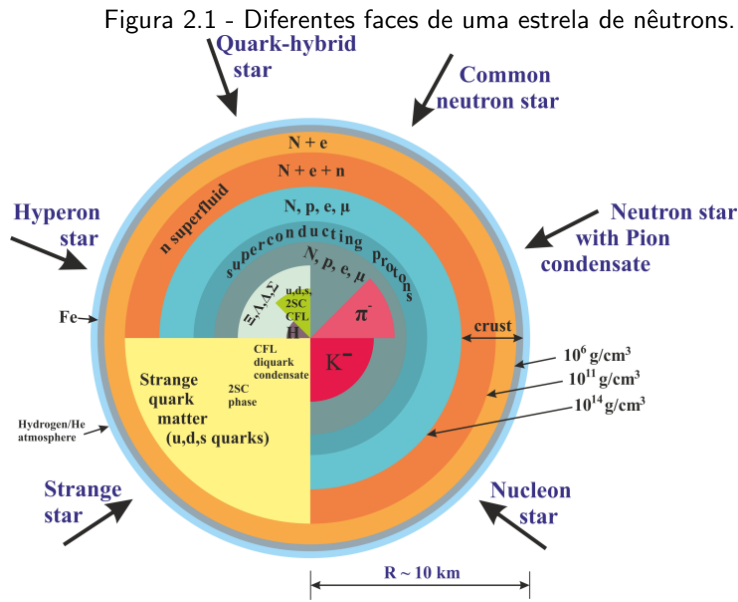 Figura 2.1 - Diferentes faces de uma estrela de nêutrons.
Quark-hybrid
star
Common
neutron star
Hyperon
star
Neutron star
with Pion
condensate
N + e
N + e + n
n superfluid
N, p, e, μ
superconducting protons
N, p, e, μ
Ξ,Λ,Δ,Σ
u,d,s,
2SC
CFL
H
π⁻
K⁻
Fe
crust
10⁶ g/cm³
10¹¹ g/cm³
10¹⁴ g/cm³
CFL
diquark
condensate
2SC
phase
Strange
quark
matter
(u,d,s quarks)
Hydrogen/He
atmosphere
Strange
star
Nucleon
star
R ~ 10 km